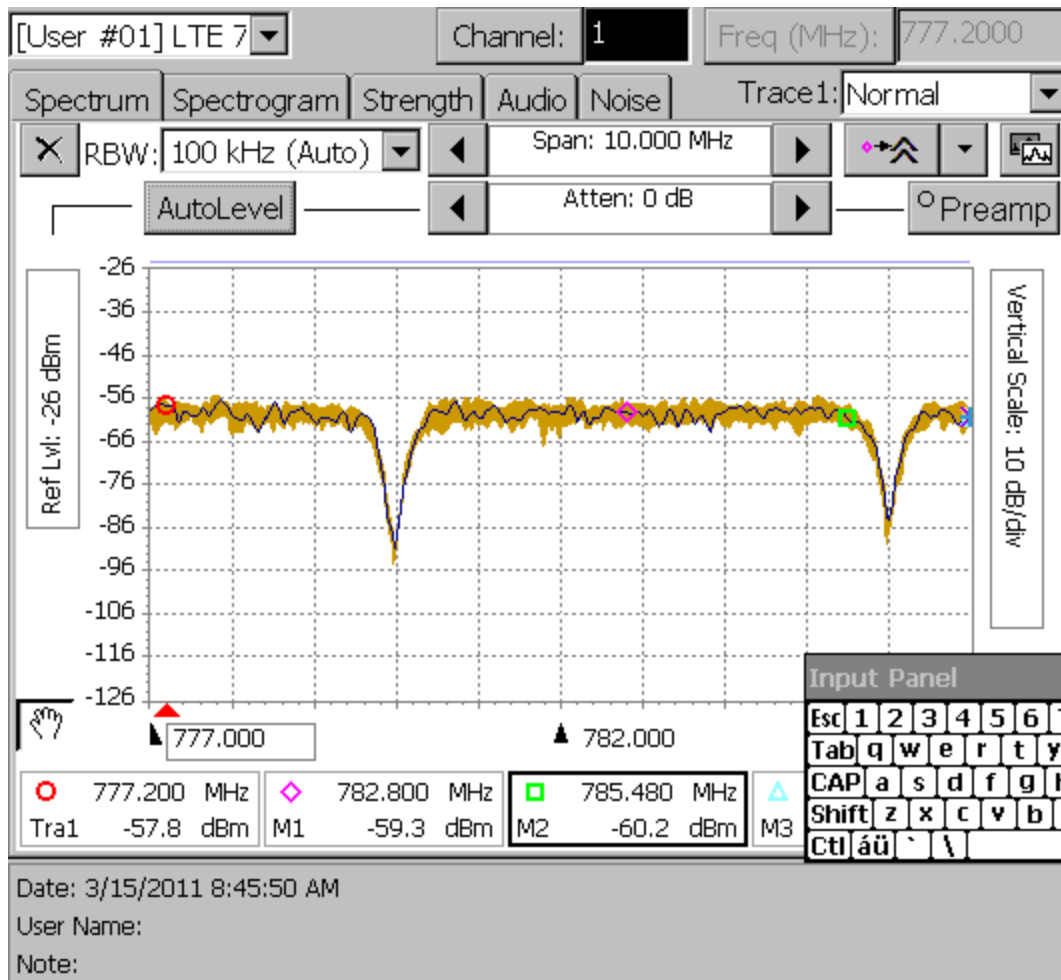 [User #01] LTE 7 Channel: 1 Freq (MHz): 777.2000
Spectrum Spectrogram Strength Audio Noise Trace1: Normal
RBW: 100 kHz (Auto) Span: 10.000 MHz
AutoLevel Atten: 0 dB Preamp
Ref Lvl: -26 dBm
-26
-36
-46
-56
-66
-76
-86
-96
-106
-116
-126
Vertical Scale: 10 dB/div
777.000 782.000
777.200 MHz 782.800 MHz 785.480 MHz
Tra1 -57.8 dBm M1 -59.3 dBm M2 -60.2 dBm M3
Input Panel
Esc 1 2 3 4 5 6
Tab q w e r t y
CAP a s d f g h
Shift z x c v b
Ctl áü ` \
Date: 3/15/2011 8:45:50 AM
User Name:
Note: